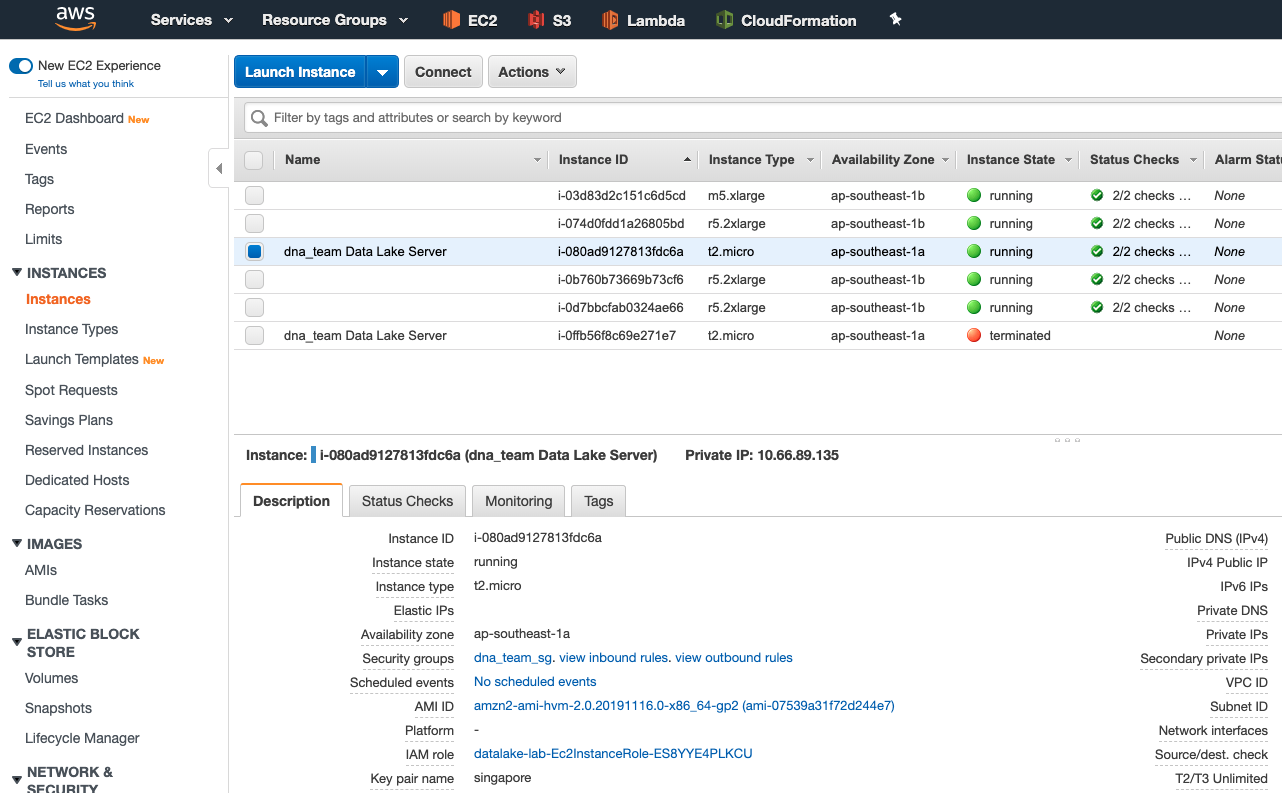 aws Services Resource Groups EC2 S3 Lambda CloudFormation
New EC2 Experience
Tell us what you think
EC2 Dashboard New
Events
Tags
Reports
Limits
INSTANCES
Instances
Instance Types
Launch Templates New
Spot Requests
Savings Plans
Reserved Instances
Dedicated Hosts
Capacity Reservations
IMAGES
AMIs
Bundle Tasks
ELASTIC BLOCK
STORE
Volumes
Snapshots
Lifecycle Manager
NETWORK &
SECURITY
Launch Instance Connect Actions
Filter by tags and attributes or search by keyword
Name Instance ID Instance Type Availability Zone Instance State Status Checks Alarm Statu
i-03d83d2c151c6d5cd m5.xlarge ap-southeast-1b running 2/2 checks … None
i-074d0fdd1a26805bd r5.2xlarge ap-southeast-1b running 2/2 checks … None
dna_team Data Lake Server i-080ad9127813fdc6a t2.micro ap-southeast-1a running 2/2 checks … None
i-0b760b73669b73cf6 r5.2xlarge ap-southeast-1b running 2/2 checks … None
i-0d7bbcfab0324ae66 r5.2xlarge ap-southeast-1b running 2/2 checks … None
dna_team Data Lake Server i-0ffb56f8c69e271e7 t2.micro ap-southeast-1a terminated None
Instance: i-080ad9127813fdc6a (dna_team Data Lake Server) Private IP: 10.66.89.135
Description Status Checks Monitoring Tags
Instance ID i-080ad9127813fdc6a Public DNS (IPv4)
Instance state running IPv4 Public IP
Instance type t2.micro IPv6 IPs
Elastic IPs Private DNS
Availability zone ap-southeast-1a Private IPs
Security groups dna_team_sg. view inbound rules. view outbound rules Secondary private IPs
Scheduled events No scheduled events VPC ID
AMI ID amzn2-ami-hvm-2.0.20191116.0-x86_64-gp2 (ami-07539a31f72d244e7) Subnet ID
Platform - Network interfaces
IAM role datalake-lab-Ec2InstanceRole-ES8YYE4PLKCU Source/dest. check
Key pair name singapore T2/T3 Unlimited